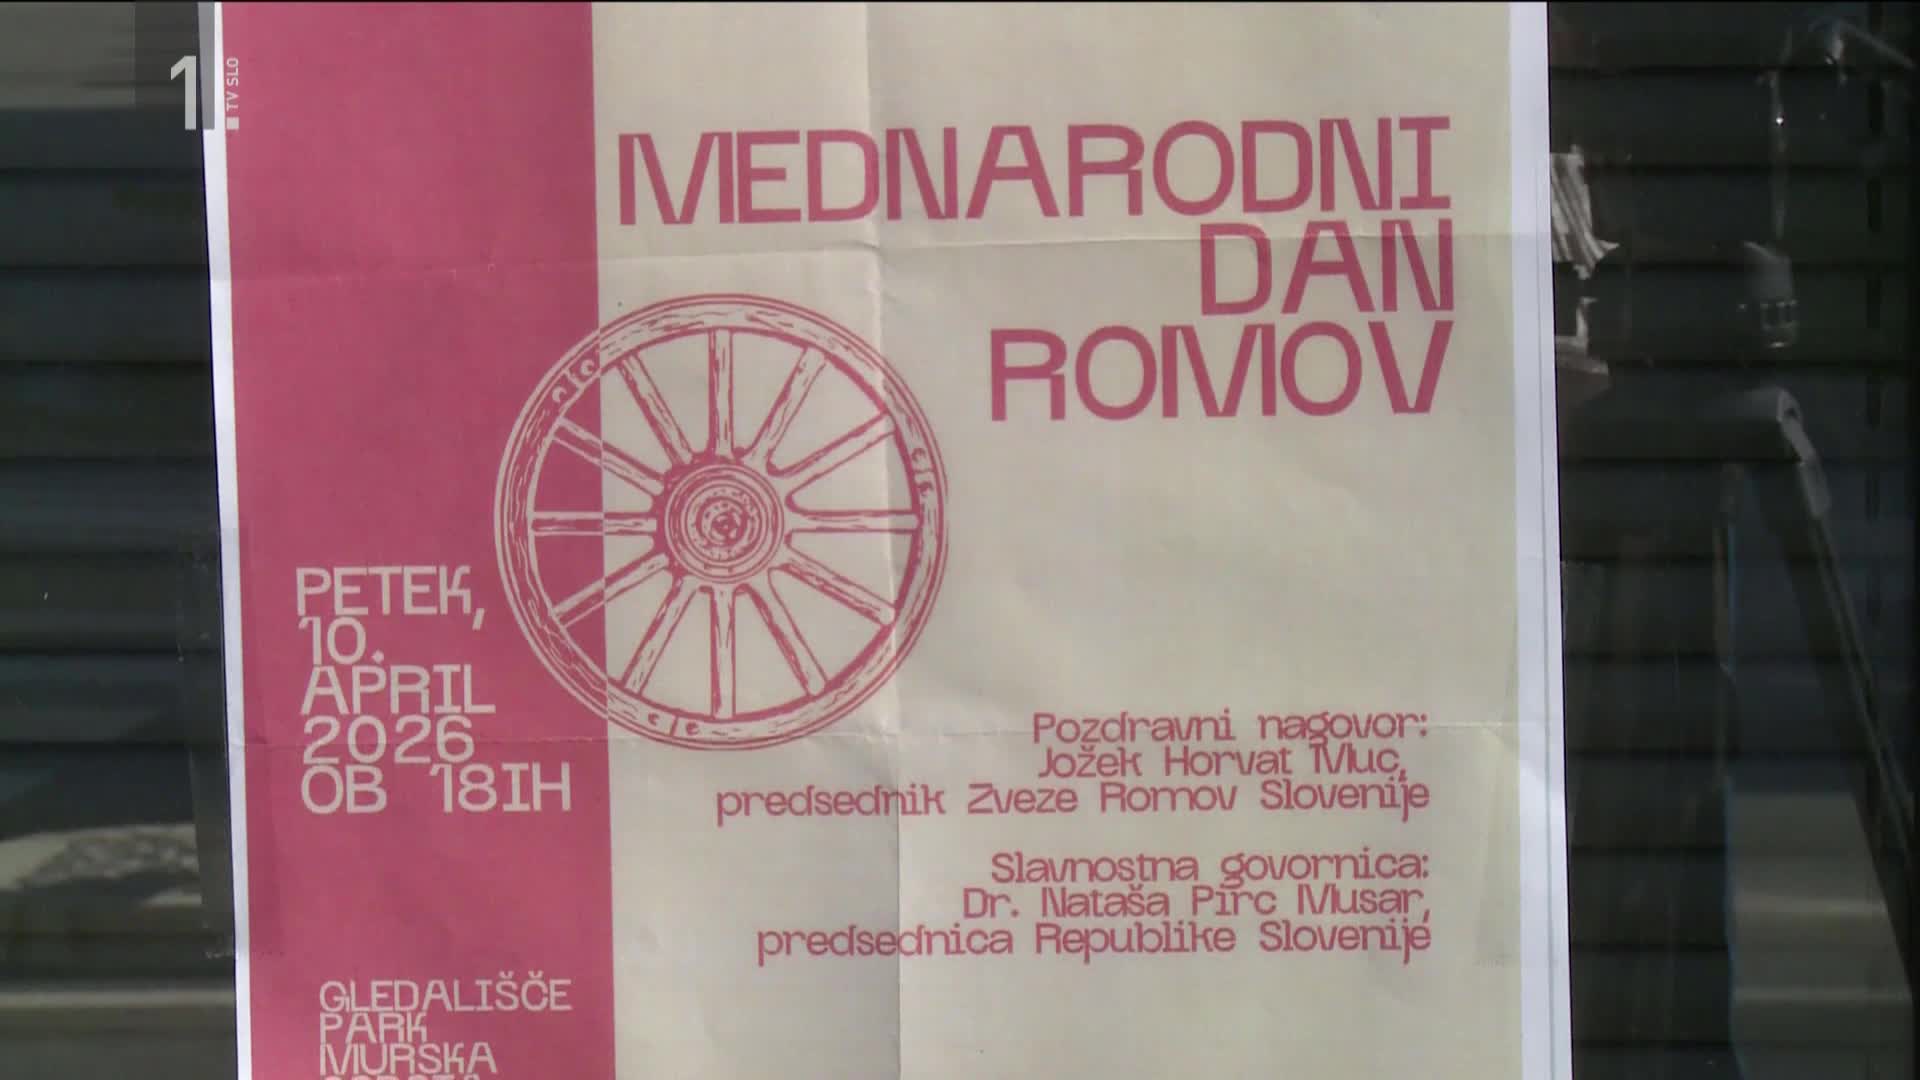 1. TV SLO
MEDNARODNI
DAN
ROMOV
PETEK,
10.
APRIL
2026
OB 18IH
Pozdravni nagovor:
Jožek Horvat Muc,
predsednik Zveze Romov Slovenije
Slavnostna govornica:
Dr. Nataša Pirc Musar,
predsednica Republike Slovenije
GLEDALIŠČE
PARK
MURSKA